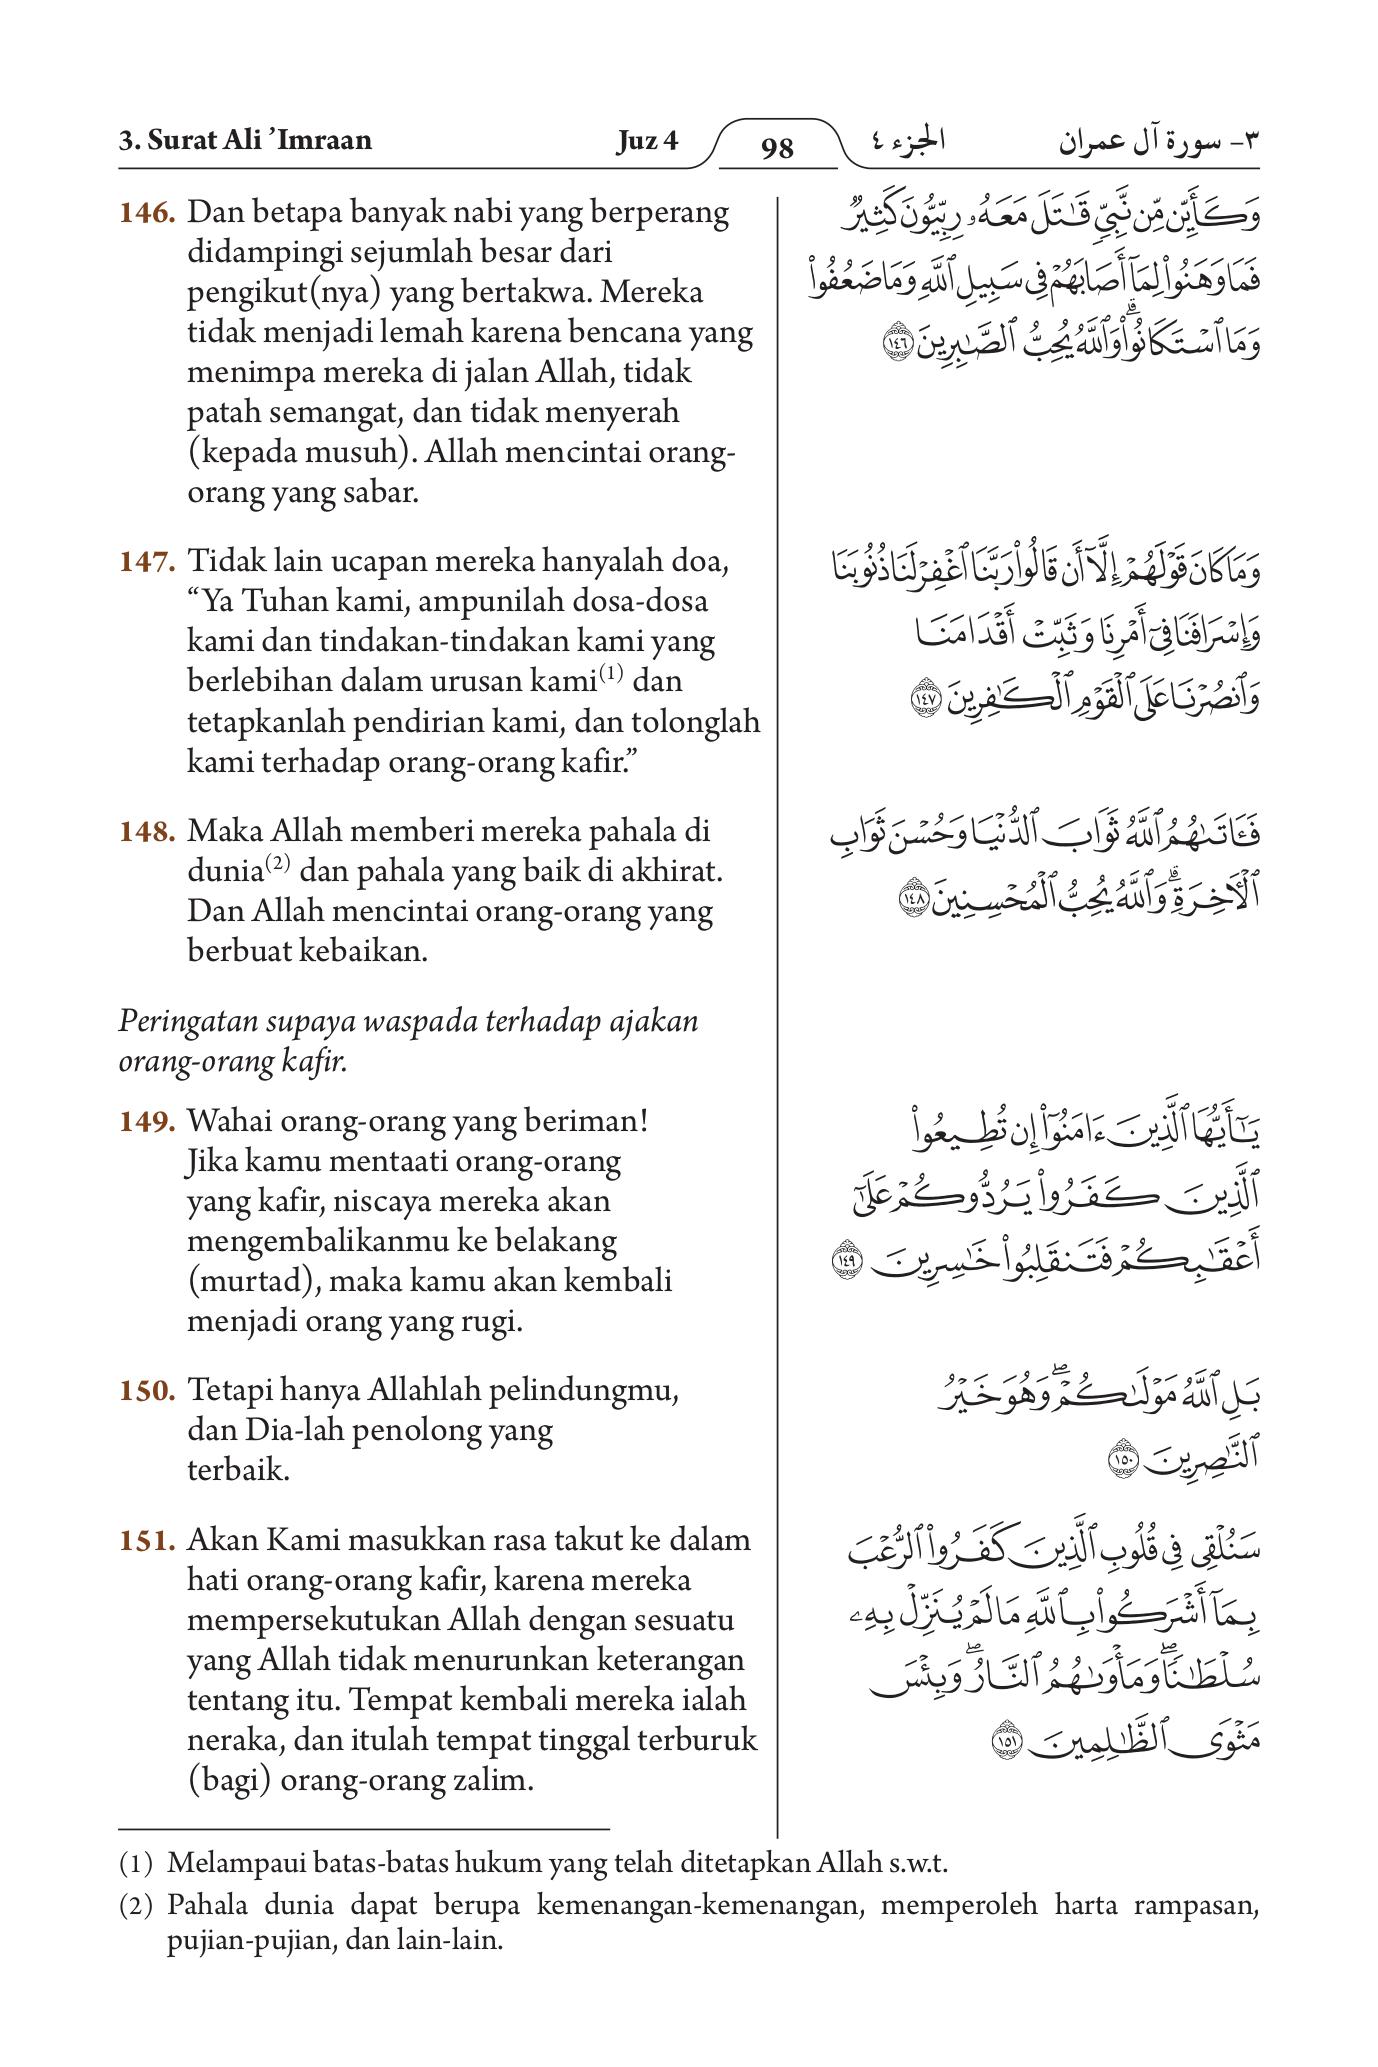 3. Surat Ali ’Imraan
Juz 4
98
الجزء ٤
٣- سورة آل عمران
146. Dan betapa banyak nabi yang berperang
didampingi sejumlah besar dari
pengikut(nya) yang bertakwa. Mereka
tidak menjadi lemah karena bencana yang
menimpa mereka di jalan Allah, tidak
patah semangat, dan tidak menyerah
(kepada musuh). Allah mencintai orang-
orang yang sabar.
وَكَأَيِّن مِّن نَّبِيٍّ قَٰتَلَ مَعَهُۥ رِبِّيُّونَ كَثِيرٌ
فَمَا وَهَنُوا۟ لِمَآ أَصَابَهُمْ فِى سَبِيلِ ٱللَّهِ وَمَا ضَعُفُوا۟
وَمَا ٱسْتَكَانُوا۟ ۗ وَٱللَّهُ يُحِبُّ ٱلصَّٰبِرِينَ ١٤٦
147. Tidak lain ucapan mereka hanyalah doa,
“Ya Tuhan kami, ampunilah dosa-dosa
kami dan tindakan-tindakan kami yang
berlebihan dalam urusan kami(1) dan
tetapkanlah pendirian kami, dan tolonglah
kami terhadap orang-orang kafir.”
وَمَا كَانَ قَوْلَهُمْ إِلَّآ أَن قَالُوا۟ رَبَّنَا ٱغْفِرْ لَنَا ذُنُوبَنَا
وَإِسْرَافَنَا فِىٓ أَمْرِنَا وَثَبِّتْ أَقْدَامَنَا
وَٱنصُرْنَا عَلَى ٱلْقَوْمِ ٱلْكَٰفِرِينَ ١٤٧
148. Maka Allah memberi mereka pahala di
dunia(2) dan pahala yang baik di akhirat.
Dan Allah mencintai orang-orang yang
berbuat kebaikan.
فَـَٔاتَىٰهُمُ ٱللَّهُ ثَوَابَ ٱلدُّنْيَا وَحُسْنَ ثَوَابِ
ٱلْـَٔاخِرَةِ ۗ وَٱللَّهُ يُحِبُّ ٱلْمُحْسِنِينَ ١٤٨
Peringatan supaya waspada terhadap ajakan
orang-orang kafir.
149. Wahai orang-orang yang beriman!
Jika kamu mentaati orang-orang
yang kafir, niscaya mereka akan
mengembalikanmu ke belakang
(murtad), maka kamu akan kembali
menjadi orang yang rugi.
يَٰٓأَيُّهَا ٱلَّذِينَ ءَامَنُوٓا۟ إِن تُطِيعُوا۟
ٱلَّذِينَ كَفَرُوا۟ يَرُدُّوكُمْ عَلَىٰٓ
أَعْقَٰبِكُمْ فَتَنقَلِبُوا۟ خَٰسِرِينَ ١٤٩
150. Tetapi hanya Allahlah pelindungmu,
dan Dia-lah penolong yang
terbaik.
بَلِ ٱللَّهُ مَوْلَىٰكُمْ ۖ وَهُوَ خَيْرُ
ٱلنَّٰصِرِينَ ١٥٠
151. Akan Kami masukkan rasa takut ke dalam
hati orang-orang kafir, karena mereka
mempersekutukan Allah dengan sesuatu
yang Allah tidak menurunkan keterangan
tentang itu. Tempat kembali mereka ialah
neraka, dan itulah tempat tinggal terburuk
(bagi) orang-orang zalim.
سَنُلْقِى فِى قُلُوبِ ٱلَّذِينَ كَفَرُوا۟ ٱلرُّعْبَ
بِمَآ أَشْرَكُوا۟ بِٱللَّهِ مَا لَمْ يُنَزِّلْ بِهِۦ
سُلْطَٰنًا ۖ وَمَأْوَىٰهُمُ ٱلنَّارُ ۖ وَبِئْسَ
مَثْوَى ٱلظَّٰلِمِينَ ١٥١
(1) Melampaui batas-batas hukum yang telah ditetapkan Allah s.w.t.
(2) Pahala dunia dapat berupa kemenangan-kemenangan, memperoleh harta rampasan,
pujian-pujian, dan lain-lain.